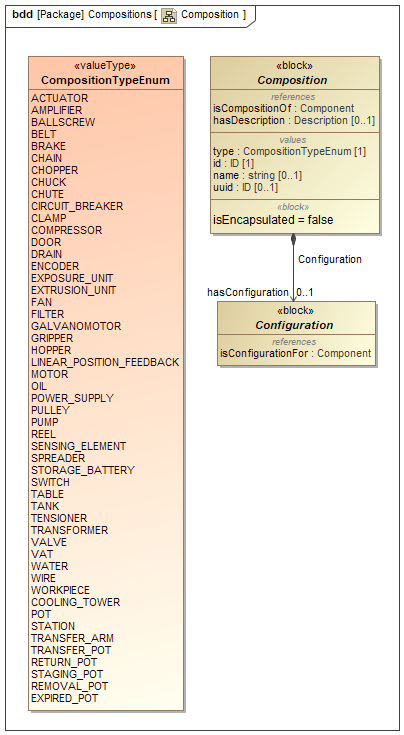 bdd [Package] Compositions [ Composition ]
«valueType»
CompositionTypeEnum
ACTUATOR
AMPLIFIER
BALLSCREW
BELT
BRAKE
CHAIN
CHOPPER
CHUCK
CHUTE
CIRCUIT_BREAKER
CLAMP
COMPRESSOR
DOOR
DRAIN
ENCODER
EXPOSURE_UNIT
EXTRUSION_UNIT
FAN
FILTER
GALVANOMOTOR
GRIPPER
HOPPER
LINEAR_POSITION_FEEDBACK
MOTOR
OIL
POWER_SUPPLY
PULLEY
PUMP
REEL
SENSING_ELEMENT
SPREADER
STORAGE_BATTERY
SWITCH
TABLE
TANK
TENSIONER
TRANSFORMER
VALVE
VAT
WATER
WIRE
WORKPIECE
COOLING_TOWER
POT
STATION
TRANSFER_ARM
TRANSFER_POT
RETURN_POT
STAGING_POT
REMOVAL_POT
EXPIRED_POT
«block»
Composition
references
isCompositionOf : Component
hasDescription : Description [0..1]
values
type : CompositionTypeEnum [1]
id : ID [1]
name : string [0..1]
uuid : ID [0..1]
«block»
isEncapsulated = false
Configuration
hasConfiguration 0..1
«block»
Configuration
references
isConfigurationFor : Component